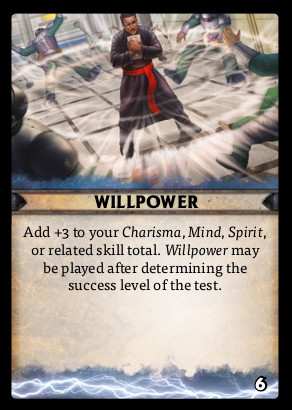 WILLPOWER
Add +3 to your Charisma, Mind, Spirit,
or related skill total. Willpower may
be played after determining the
success level of the test.
6